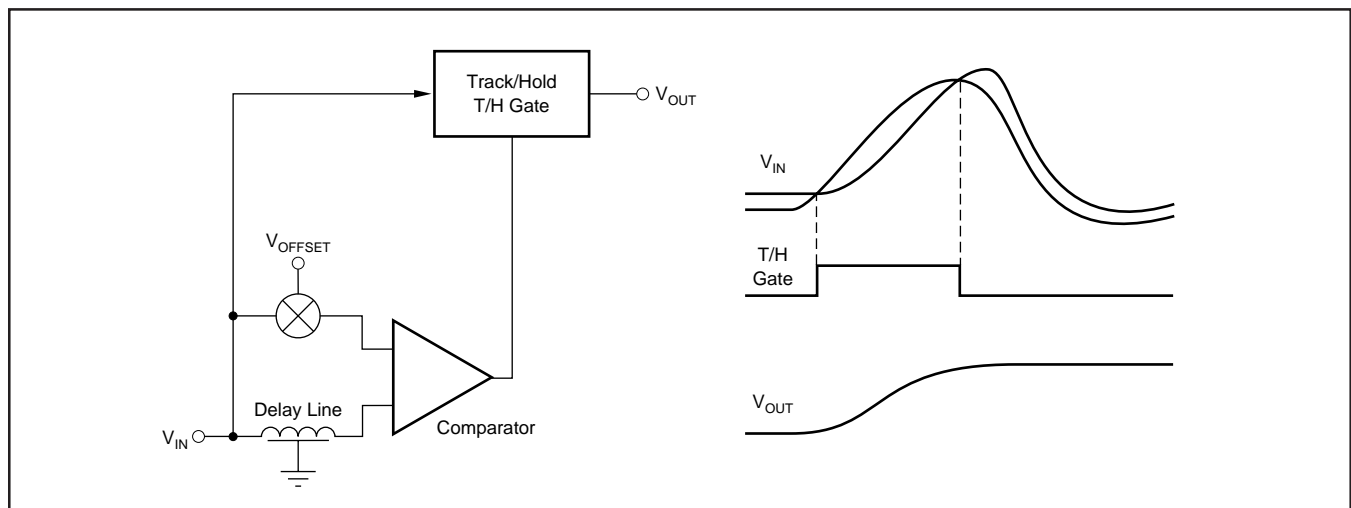 Track/Hold
T/H Gate
V_OUT
V_OFFSET
Delay Line
V_IN
Comparator
V_IN
T/H
Gate
V_OUT